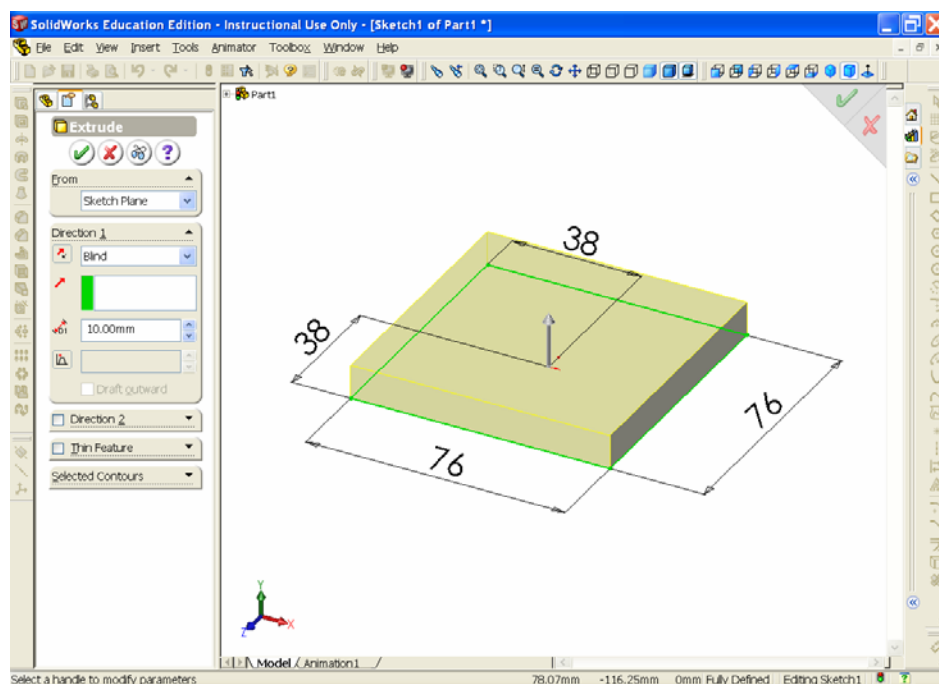 SolidWorks Education Edition - Instructional Use Only - [Sketch1 of Part1 *]
File Edit View Insert Tools Animator Toolbox Window Help
Part1
Extrude
From
Sketch Plane
Direction 1
Blind
10.00mm
Draft outward
Direction 2
Thin Feature
Selected Contours
38
38
76
76
Y
X
Z
Model
Animation1
Select a handle to modify parameters
78.07mm -116.25mm 0mm Fully Defined Editing Sketch1